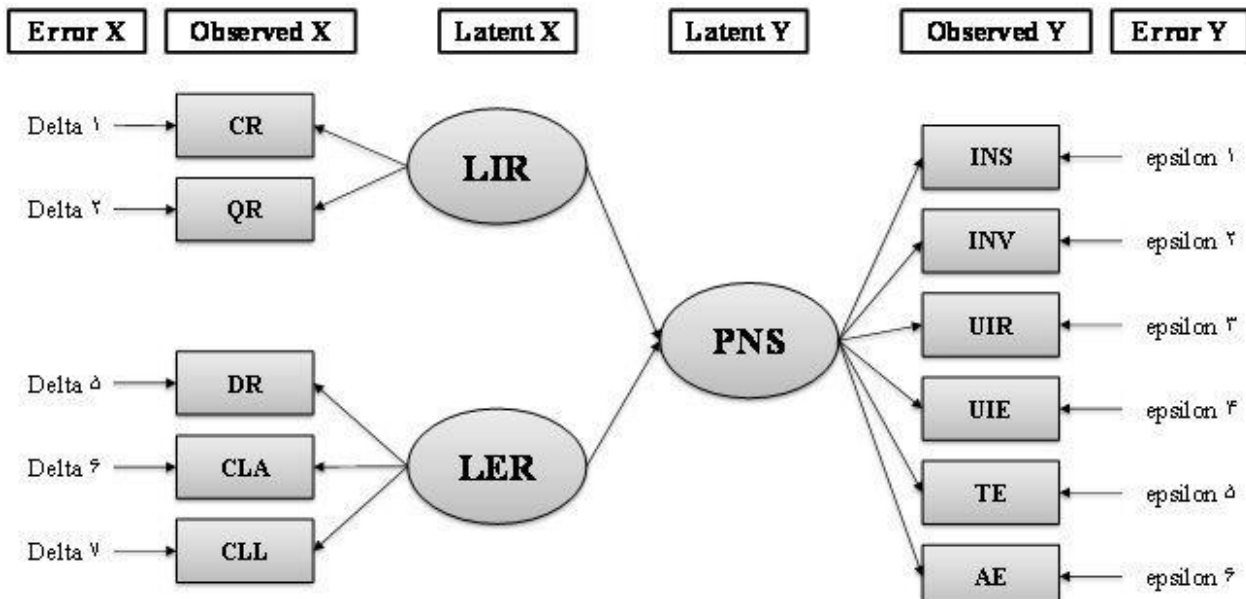 Error X
Observed X
Latent X
Latent Y
Observed Y
Error Y
Delta ۱
CR
Delta ۲
QR
LIR
Delta ۵
DR
Delta ۶
CLA
Delta ۷
CLL
LER
PNS
INS
epsilon ۱
INV
epsilon ۲
UIR
epsilon ۳
UIE
epsilon ۴
TE
epsilon ۵
AE
epsilon ۶